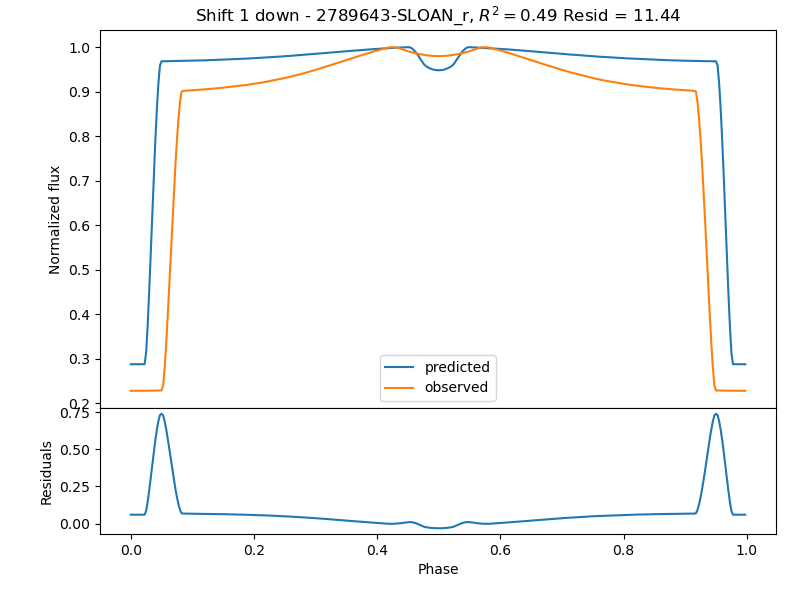 Shift 1 down - 2789643-SLOAN_r, $R^2 = 0.49$ Resid = 11.44
Normalized flux
1.0
0.9
0.8
0.7
0.6
0.5
0.4
0.3
0.2
predicted
observed
Residuals
0.75
0.50
0.25
0.00
0.0 0.2 0.4 0.6 0.8 1.0
Phase